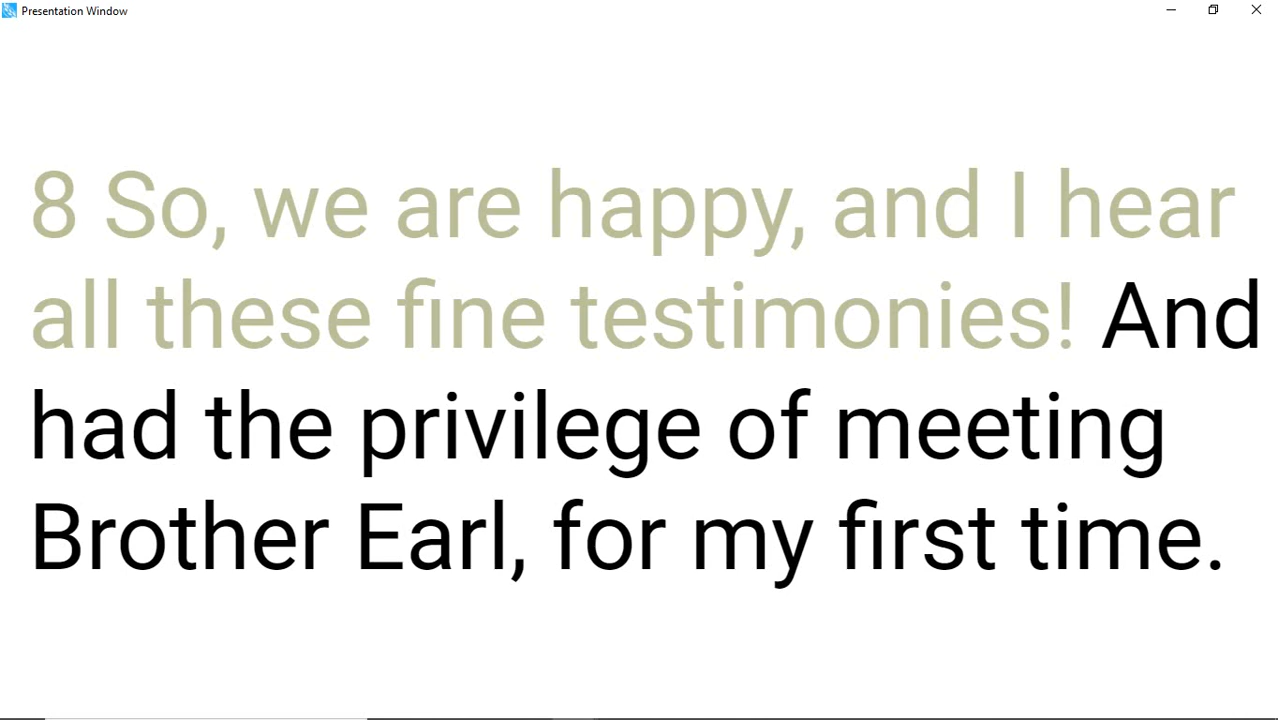 Presentation Window
8 So, we are happy, and I hear
all these fine testimonies! And
had the privilege of meeting
Brother Earl, for my first time.